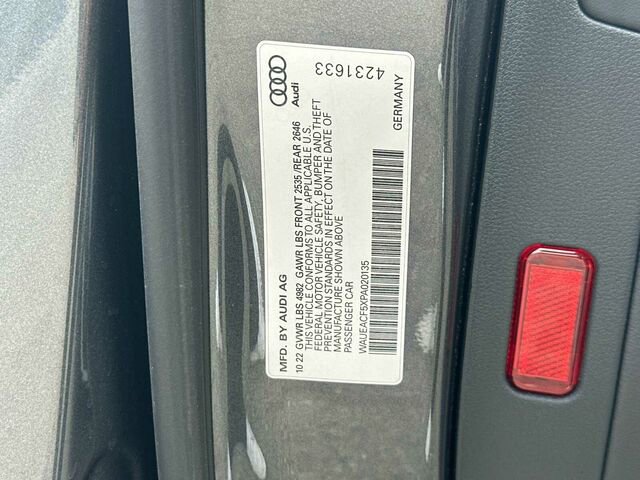 MFD. BY AUDI AG
Audi
10 22 GVWR LBS 4982 GAWR LBS FRONT 2535 /REAR 2646
THIS VEHICLE CONFORMS TO ALL APPLICABLE U.S.
FEDERAL MOTOR VEHICLE SAFETY, BUMPER AND THEFT
PREVENTION STANDARDS IN EFFECT ON THE DATE OF
MANUFACTURE SHOWN ABOVE
PASSENGER CAR
WAUEACF5XPA020135
GERMANY
4231633